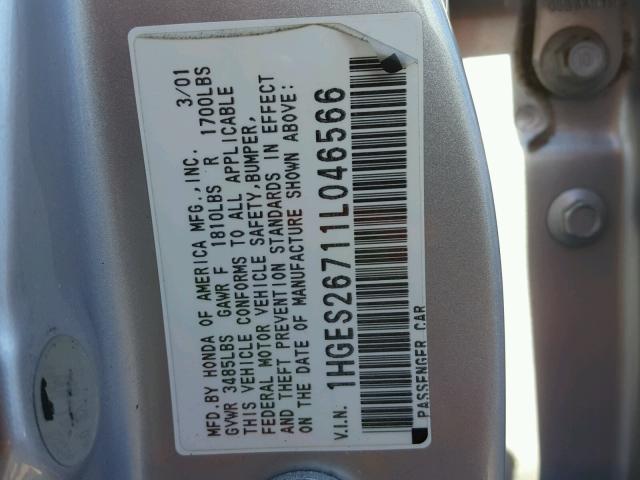 MFD.BY HONDA OF AMERICA MFG.,INC. 3/01
GVWR 3485LBS GAWR F 1810LBS R 1700LBS
THIS VEHICLE CONFORMS TO ALL APPLICABLE
FEDERAL MOTOR VEHICLE SAFETY,BUMPER,
AND THEFT PREVENTION STANDARDS IN EFFECT
ON THE DATE OF MANUFACTURE SHOWN ABOVE:
V.I.N. 1HGES26711L046566
PASSENGER CAR